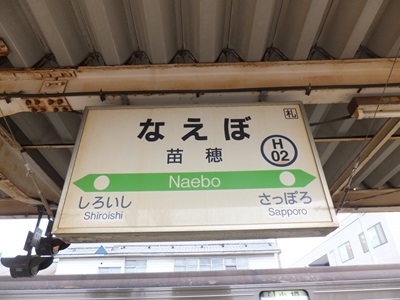 札
なえぼ
苗穂
H
02
Naebo
しろいし
Shiroishi
さっぽろ
Sapporo